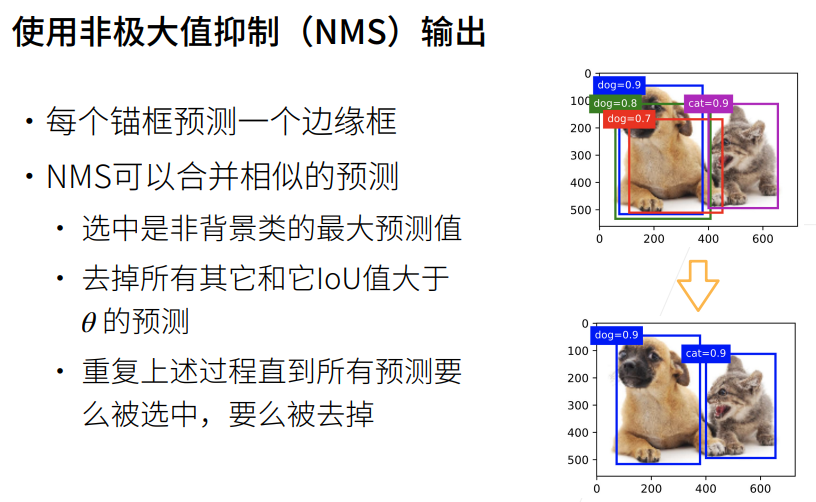 使用非极大值抑制（NMS）输出
• 每个锚框预测一个边缘框
• NMS可以合并相似的预测
• 选中是非背景类的最大预测值
• 去掉所有其它和它IoU值大于
θ 的预测
• 重复上述过程直到所有预测要
么被选中，要么被去掉
dog=0.9
dog=0.8
cat=0.9
dog=0.7
0
100
200
300
400
500
0
200
400
600
dog=0.9
cat=0.9
0
100
200
300
400
500
0
200
400
600